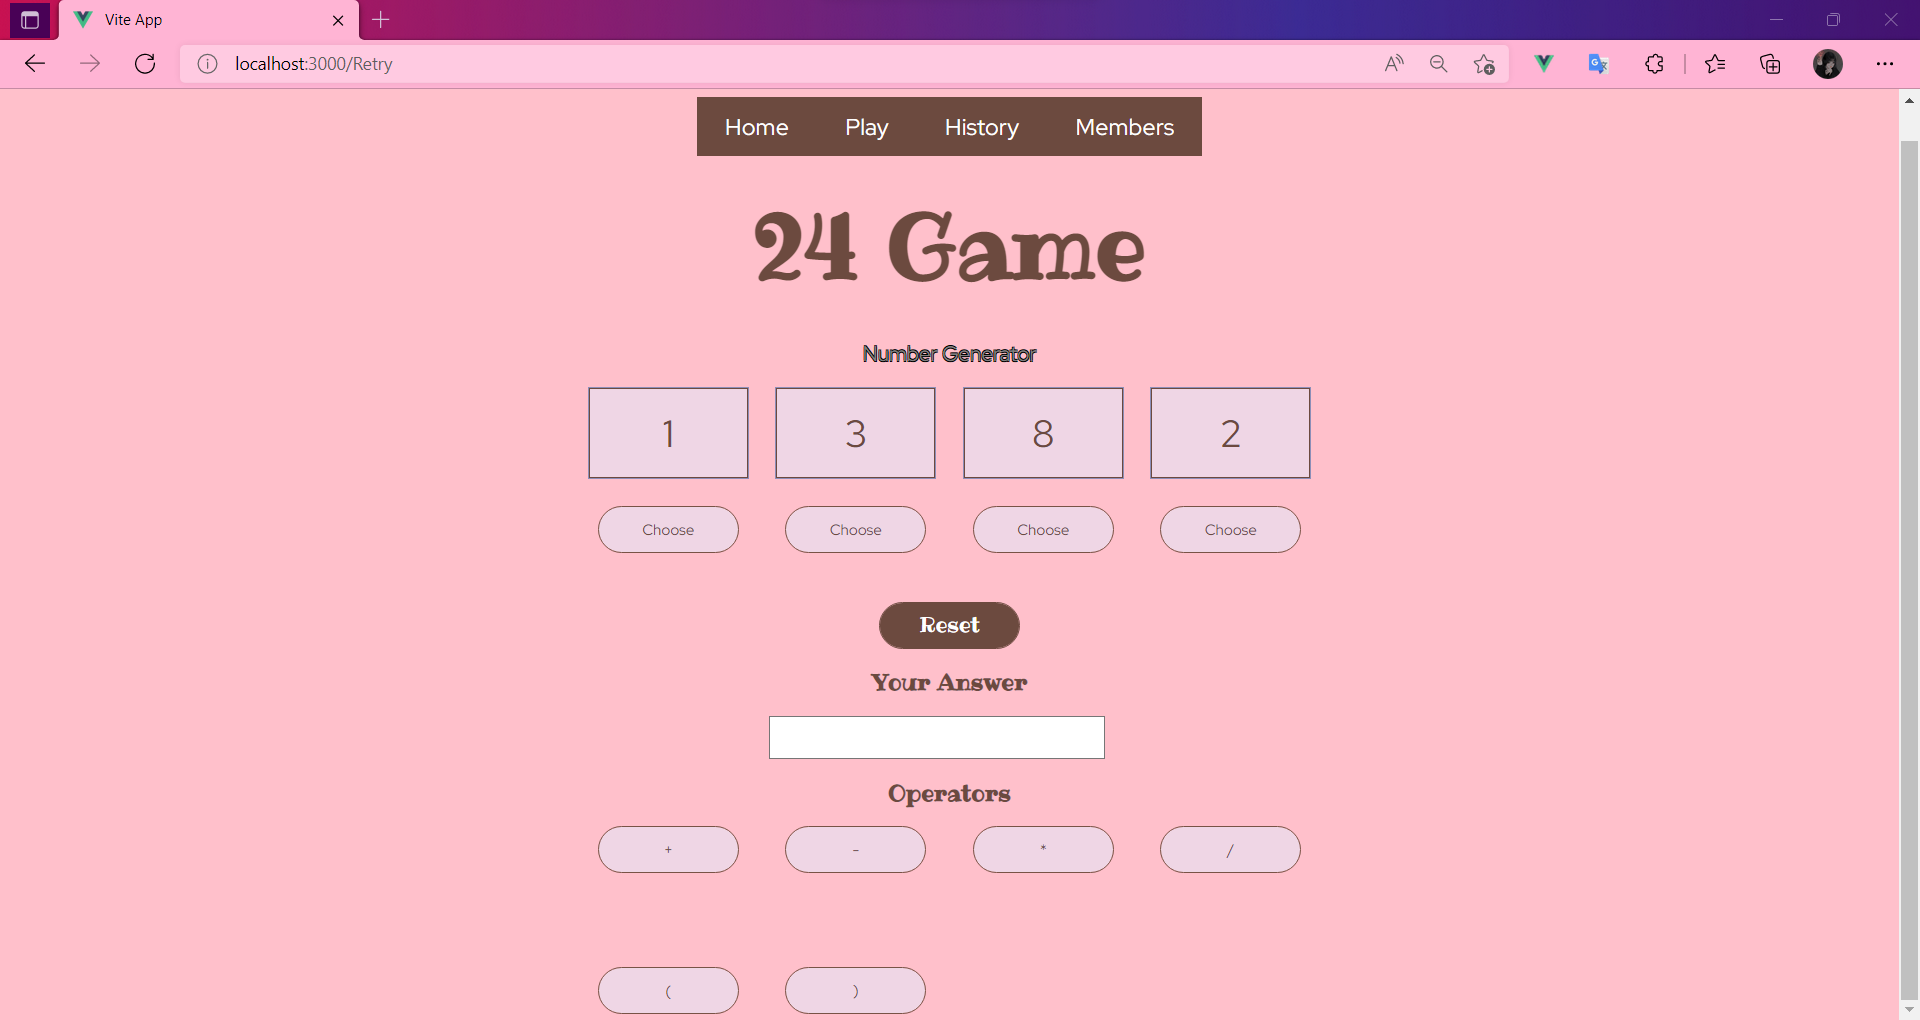 Vite App
localhost:3000/Retry
Home Play History Members
24 Game
Number Generator
1 3 8 2
Choose Choose Choose Choose
Reset
Your Answer
Operators
+ - * /
( )